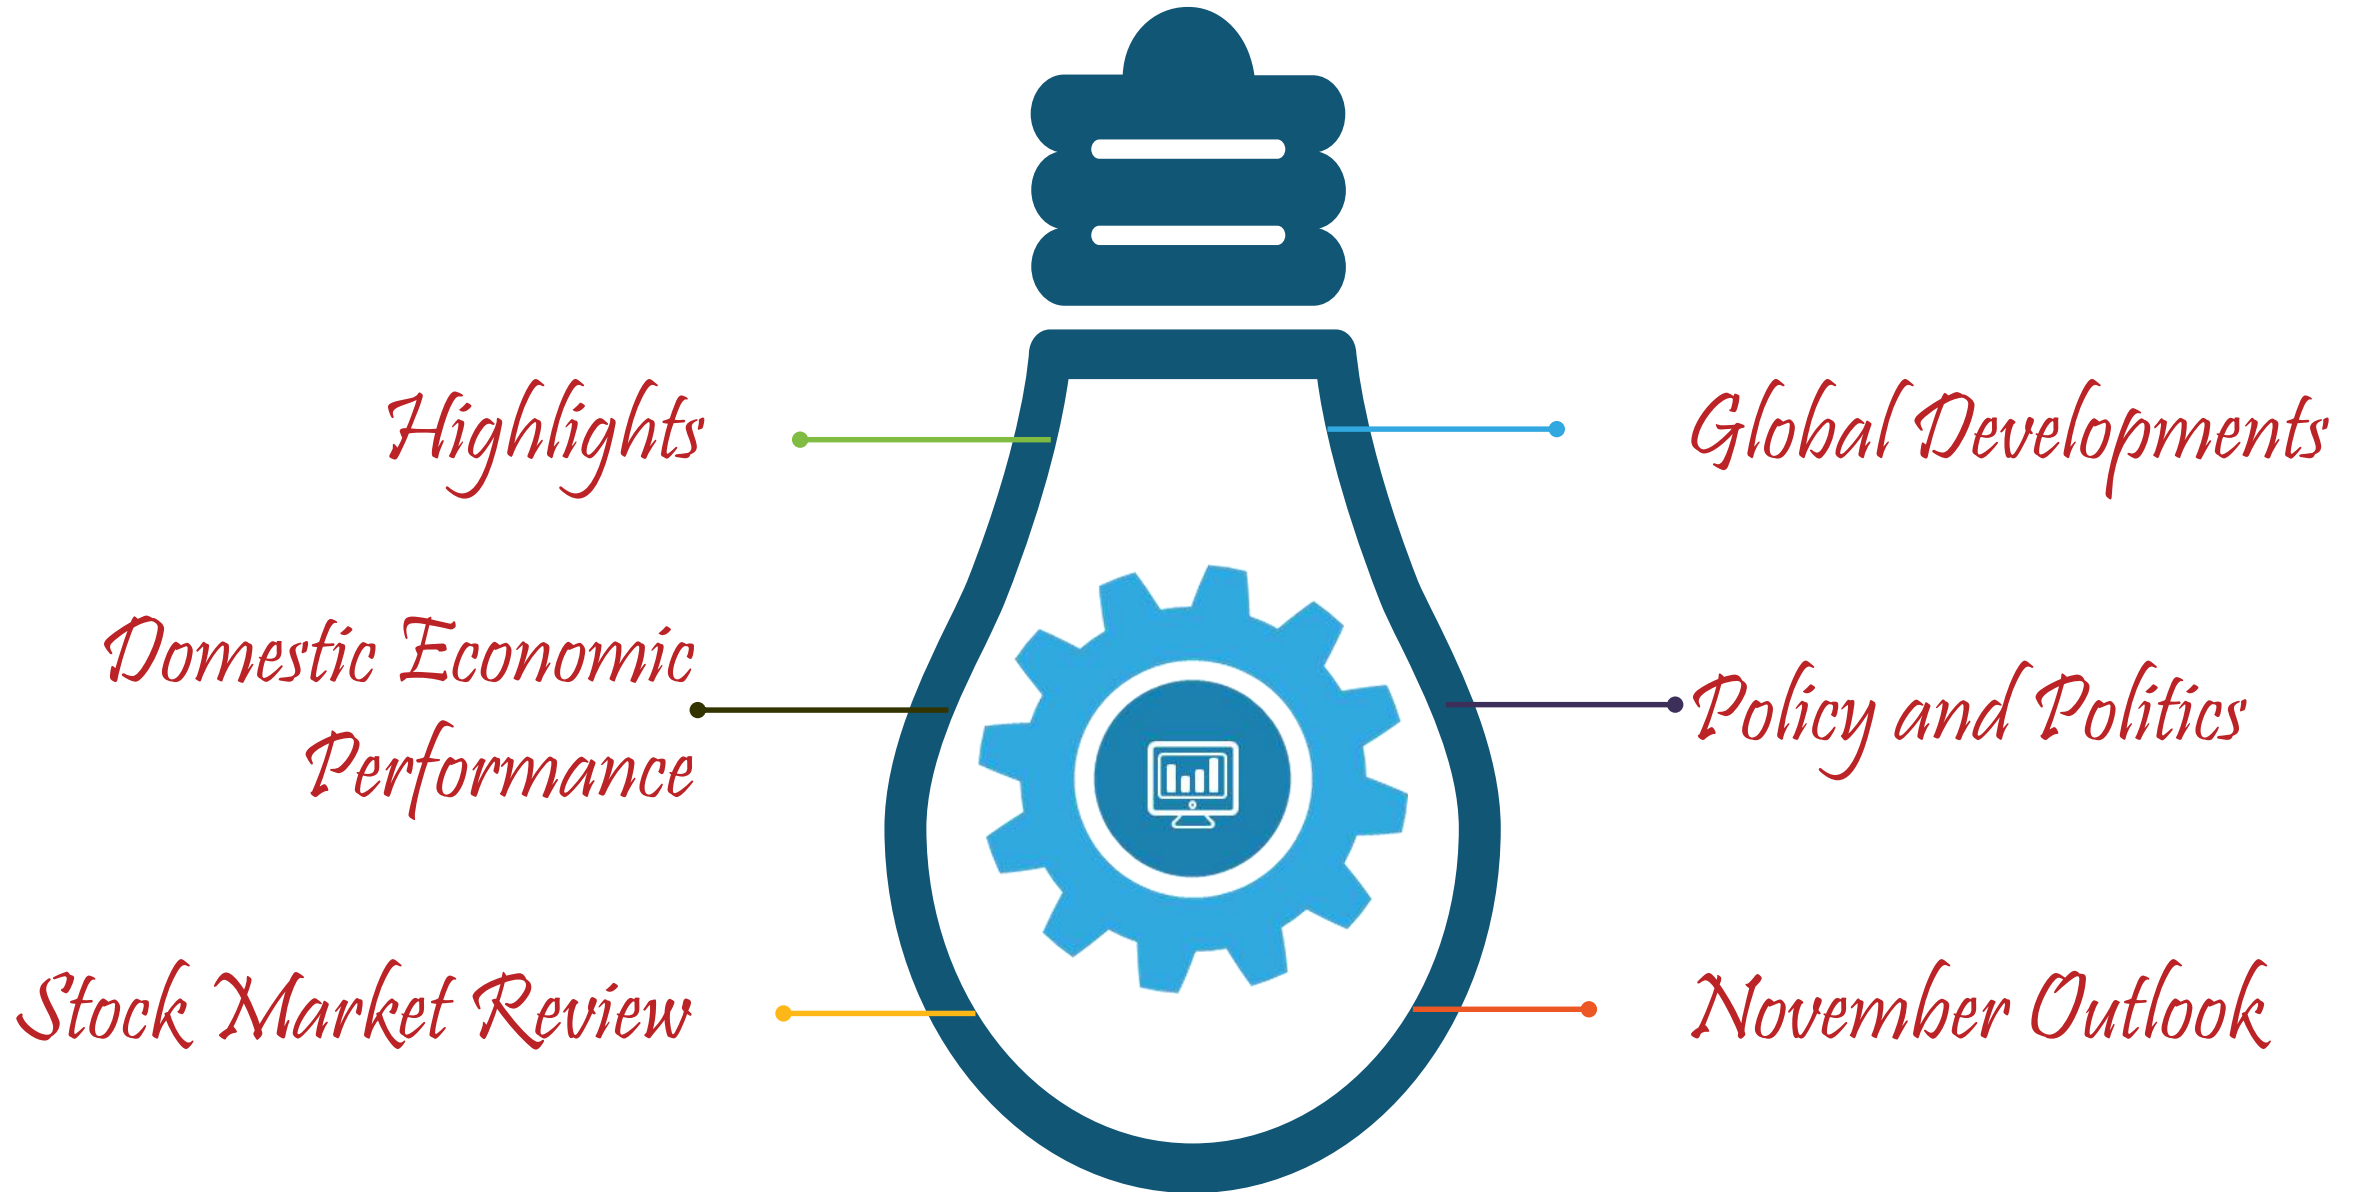 Highlights
Global Developments
Domestic Economic
Performance
Policy and Politics
Stock Market Review
November Outlook